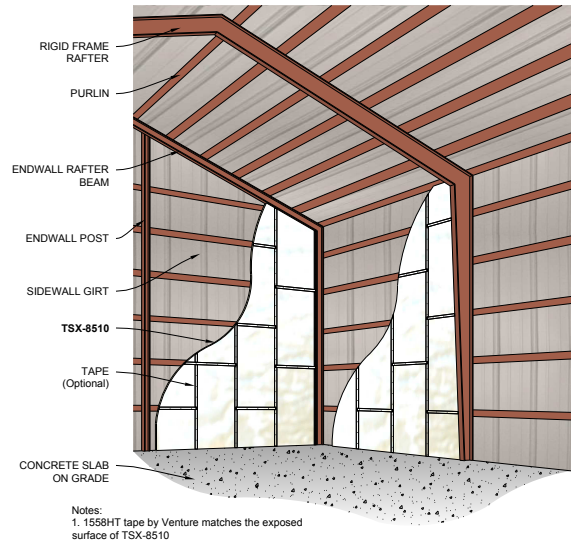 RIGID FRAME
RAFTER
PURLIN
ENDWALL RAFTER
BEAM
ENDWALL POST
SIDEWALL GIRT
TSX-8510
TAPE
(Optional)
CONCRETE SLAB
ON GRADE
Notes:
1. 1558HT tape by Venture matches the exposed
surface of TSX-8510